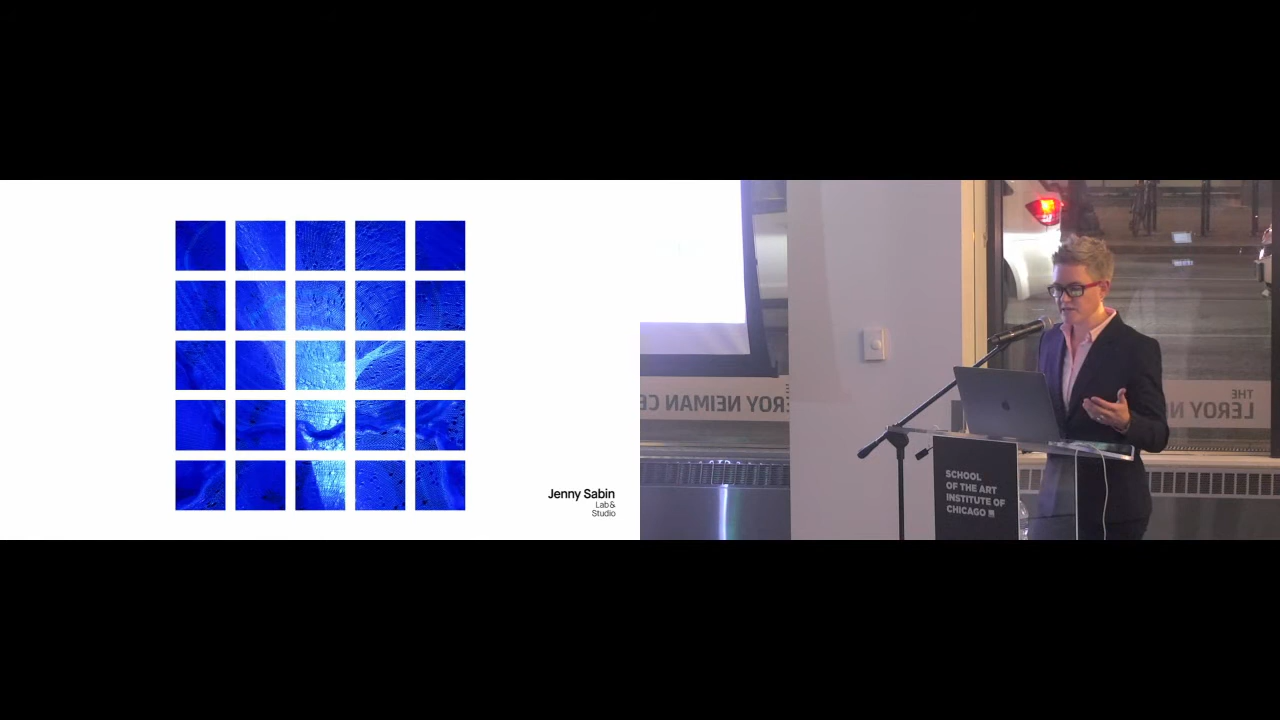 Jenny Sabin
Lab &
Studio
SCHOOL
OF THE ART
INSTITUTE OF
CHICAGO
THE
LEROY NEIMAN CE
LEROY N